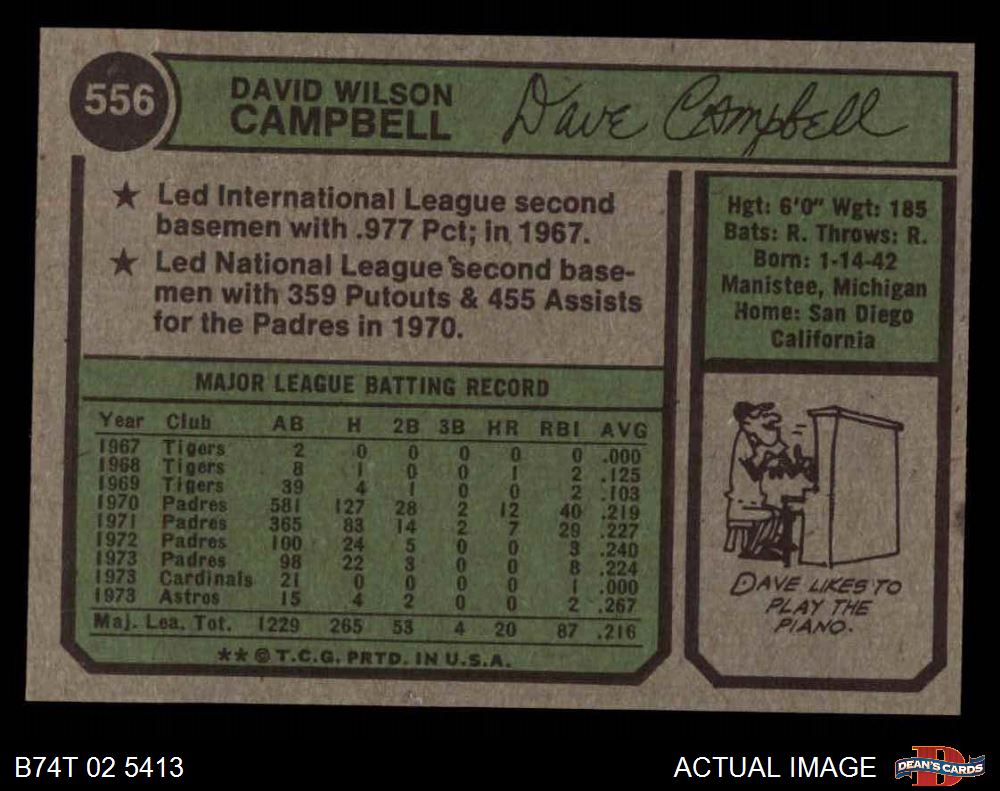 556
DAVID WILSON
CAMPBELL
Dave Campbell
★ Led International League second
basemen with .977 Pct; in 1967.
★ Led National League second base-
men with 359 Putouts & 455 Assists
for the Padres in 1970.
Hgt: 6'0" Wgt: 185
Bats: R. Throws: R.
Born: 1-14-42
Manistee, Michigan
Home: San Diego
California
MAJOR LEAGUE BATTING RECORD
Year Club AB H 2B 3B HR RBI AVG
1967 Tigers 2 0 0 0 0 0 .000
1968 Tigers 8 1 0 0 1 2 .125
1969 Tigers 39 4 1 0 0 2 .103
1970 Padres 581 127 28 2 12 40 .219
1971 Padres 365 83 14 2 7 29 .227
1972 Padres 100 24 5 0 0 3 .240
1973 Padres 98 22 3 0 0 8 .224
1973 Cardinals 21 0 0 0 0 1 .000
1973 Astros 15 4 2 0 0 2 .267
Maj. Lea. Tot. 1229 265 53 4 20 87 .216
** © T.C.G. PRTD. IN U.S.A.
DAVE LIKES TO
PLAY THE
PIANO.
B74T 02 5413
ACTUAL IMAGE
DEAN'S CARDS